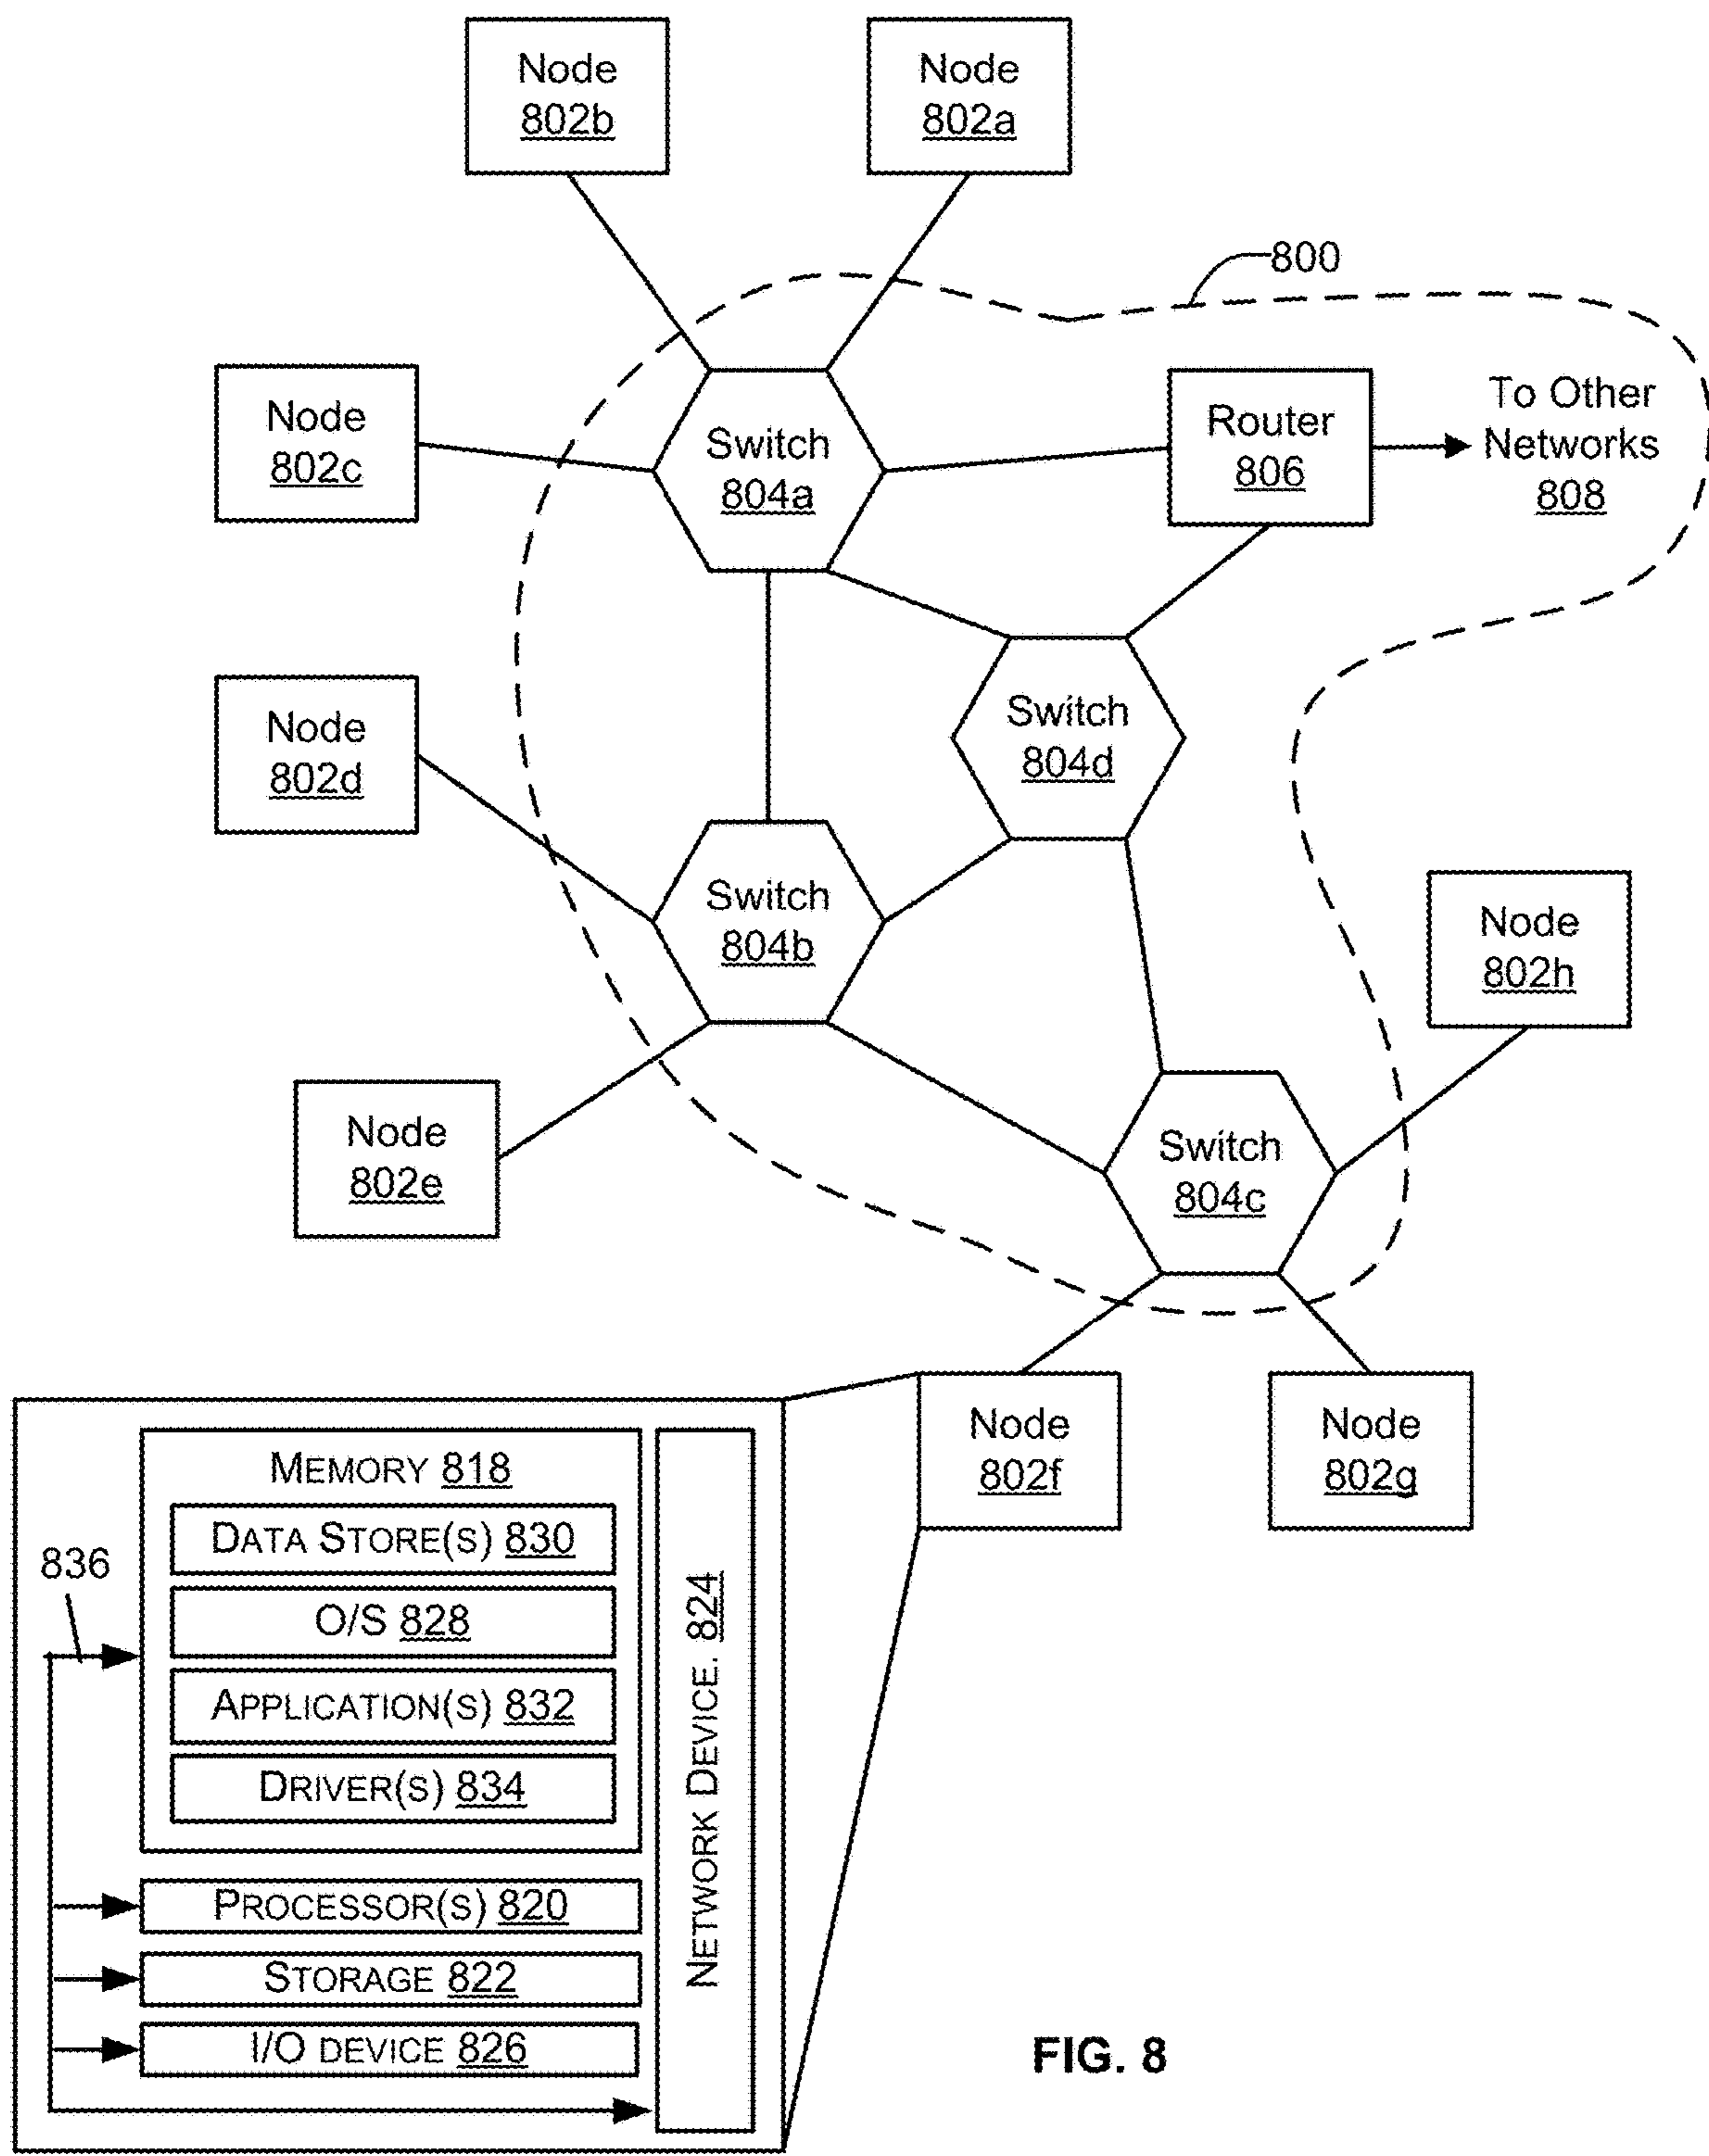 Node
802b
Node
802a
800
Node
802c
Switch
804a
Router
806
To Other
Networks
808
Node
802d
Switch
804d
Switch
804b
Node
802h
Node
802e
Switch
804c
Node
802f
Node
802g
MEMORY 818
DATA STORE(S) 830
836
O/S 828
APPLICATION(S) 832
DRIVER(S) 834
PROCESSOR(S) 820
STORAGE 822
I/O DEVICE 826
NETWORK DEVICE. 824
FIG. 8